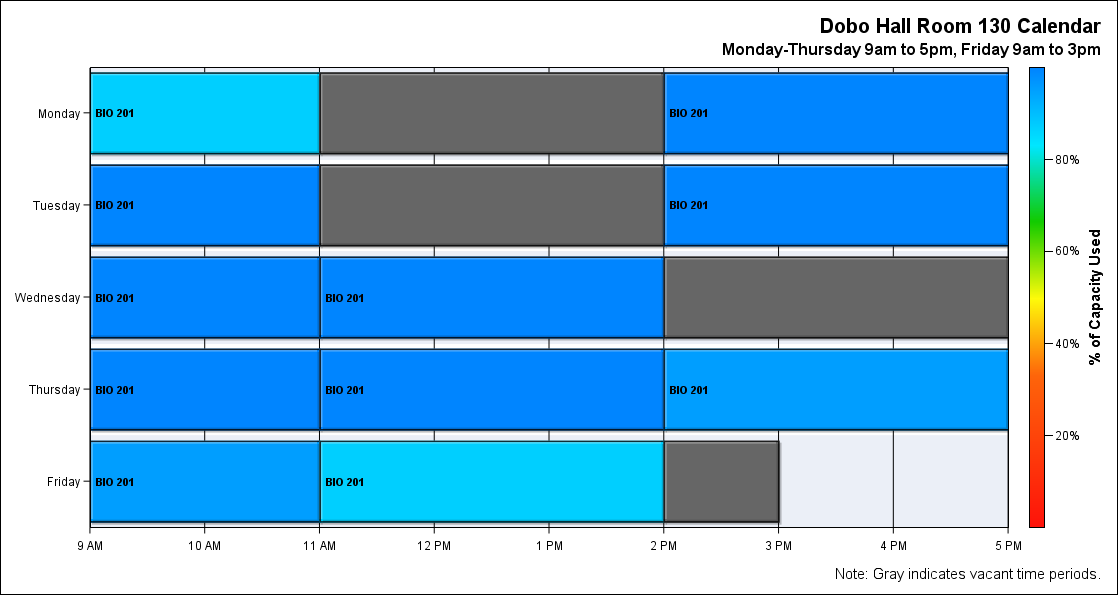 Dobo Hall Room 130 Calendar
Monday-Thursday 9am to 5pm, Friday 9am to 3pm
Monday
BIO 201
BIO 201
Tuesday
BIO 201
BIO 201
Wednesday
BIO 201
BIO 201
Thursday
BIO 201
BIO 201
BIO 201
Friday
BIO 201
BIO 201
9 AM
10 AM
11 AM
12 PM
1 PM
2 PM
3 PM
4 PM
5 PM
80%
60%
40%
20%
% of Capacity Used
Note: Gray indicates vacant time periods.